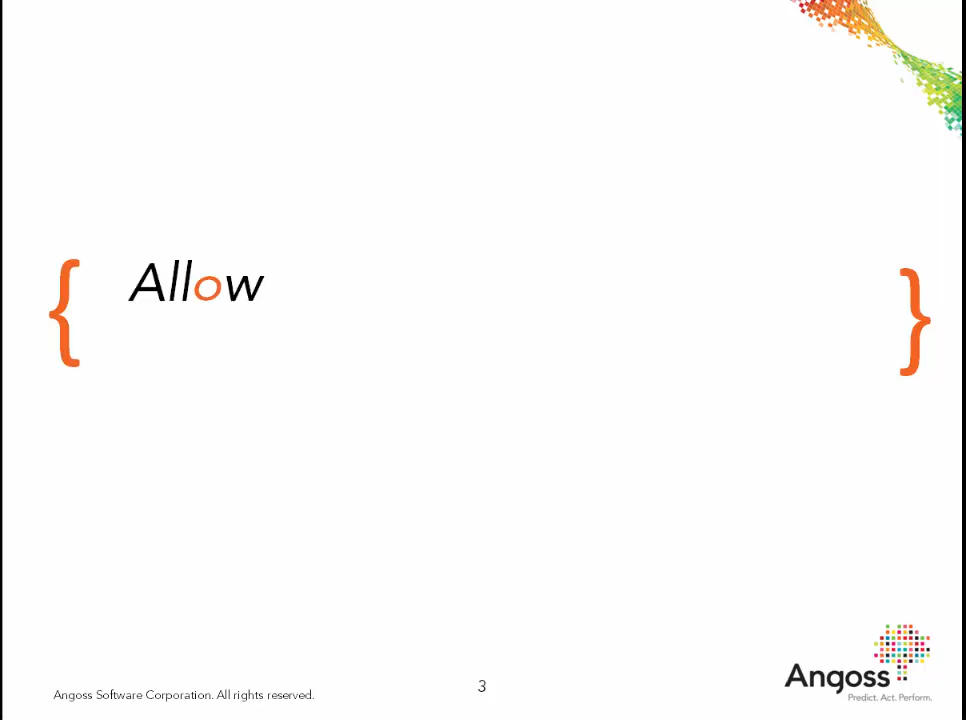 { Allow }
Angoss Software Corporation. All rights reserved.
3
Angoss
Predict. Act. Perform.